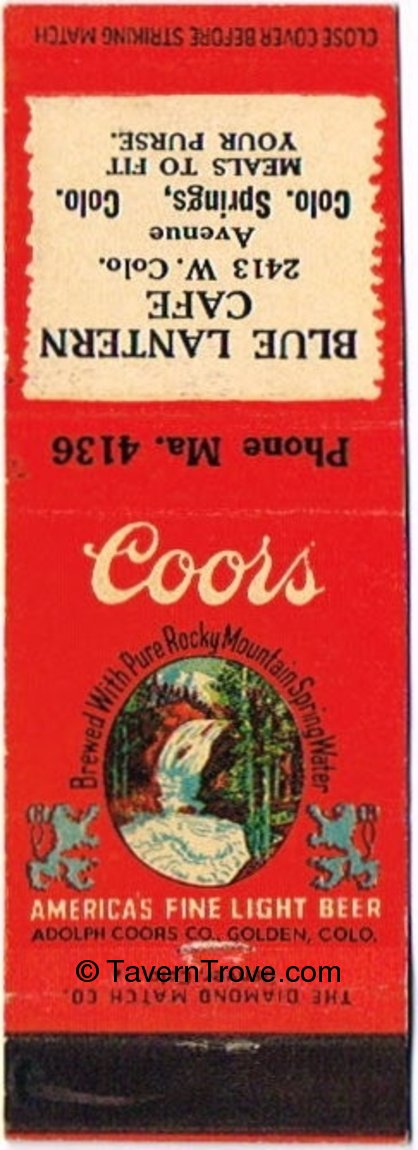 CLOSE COVER BEFORE STRIKING MATCH
BLUE LANTERN
CAFE
2413 W. Colo.
Avenue
Colo. Springs, Colo.
MEALS TO FIT
YOUR PURSE.
Phone Ma. 4136
Coors
Brewed With Pure Rocky Mountain Spring Water
AMERICA'S FINE LIGHT BEER
ADOLPH COORS CO., GOLDEN, COLO.
© TavernTrove.com
THE DIAMOND MATCH CO.